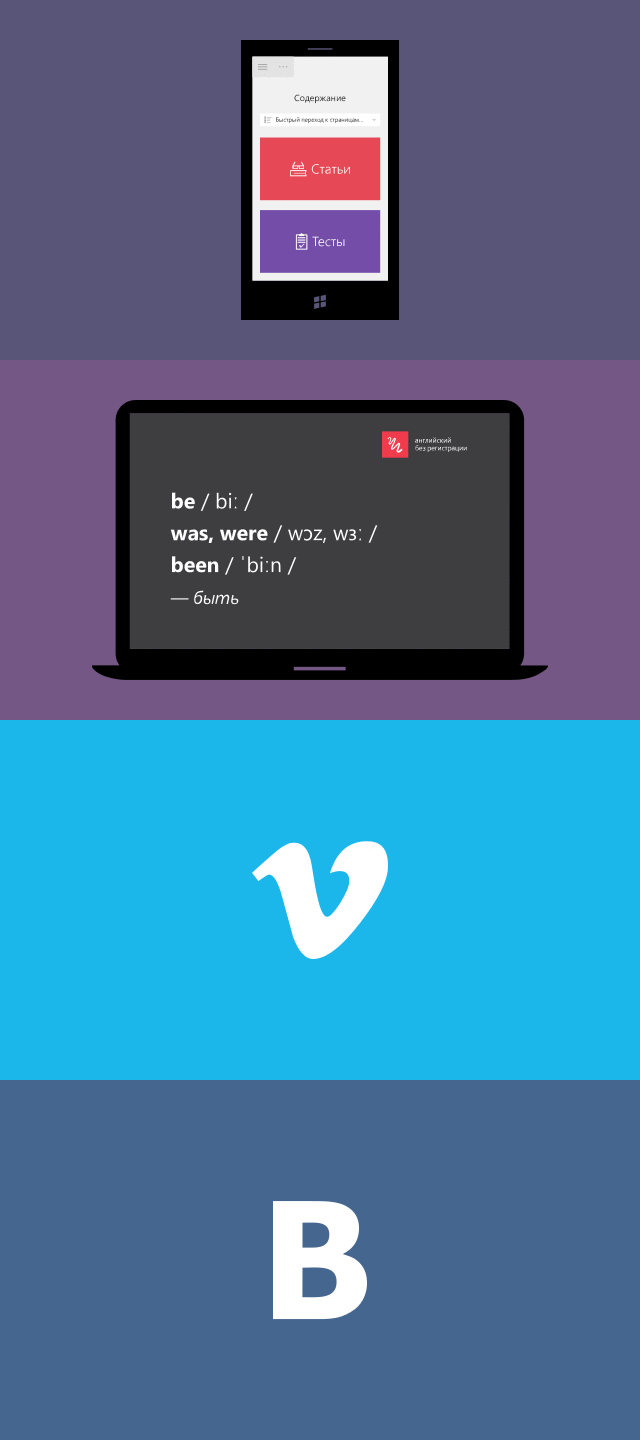 Содержание
Быстрый переход к страницам...
Статьи
Тесты
английский
без регистрации
be / biː /
was, were / wɔz, wɜː /
been / ˈbiːn /
— быть
B